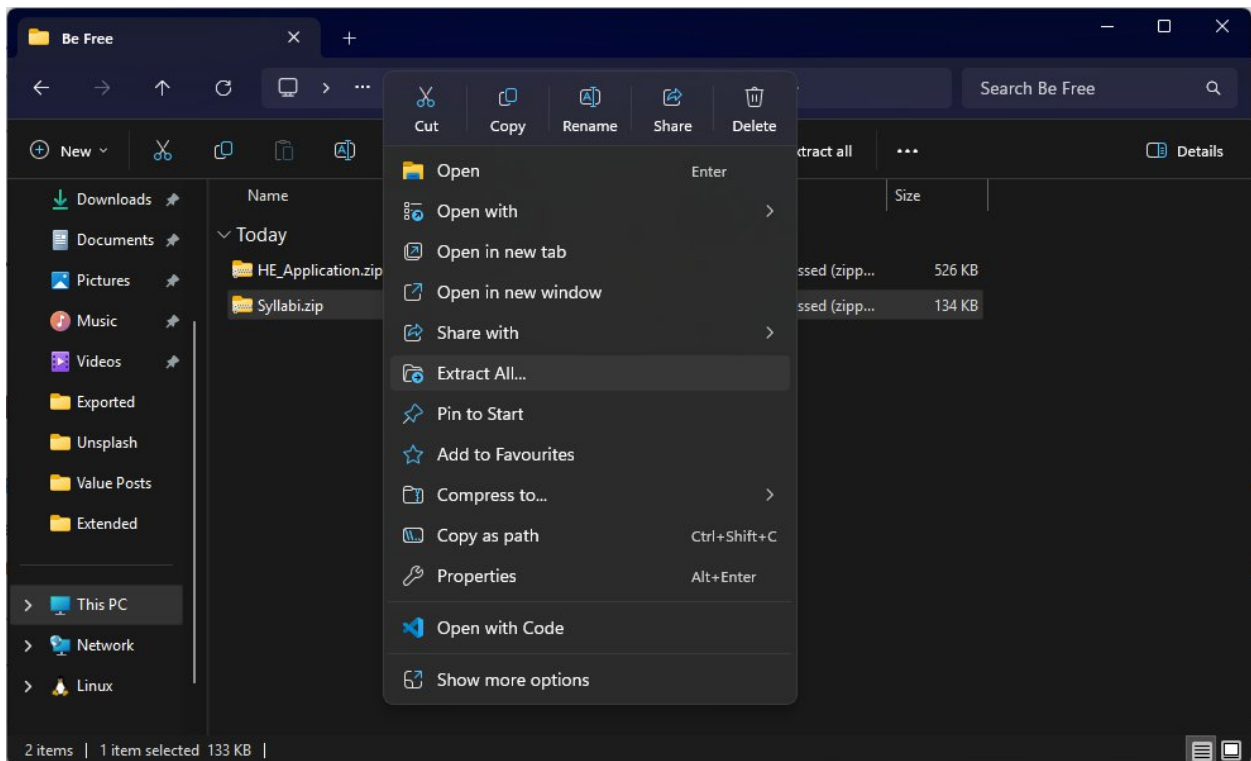 Be Free
Search Be Free
Cut Copy Rename Share Delete
New
xtract all
Details
Open Enter
Open with
Open in new tab
Open in new window
Share with
Extract All...
Pin to Start
Add to Favourites
Compress to...
Copy as path Ctrl+Shift+C
Properties Alt+Enter
Open with Code
Show more options
Downloads
Documents
Pictures
Music
Videos
Exported
Unsplash
Value Posts
Extended
This PC
Network
Linux
Name Size
Today
HE_Application.zip ssed (zipp... 526 KB
Syllabi.zip ssed (zipp... 134 KB
2 items | 1 item selected 133 KB |